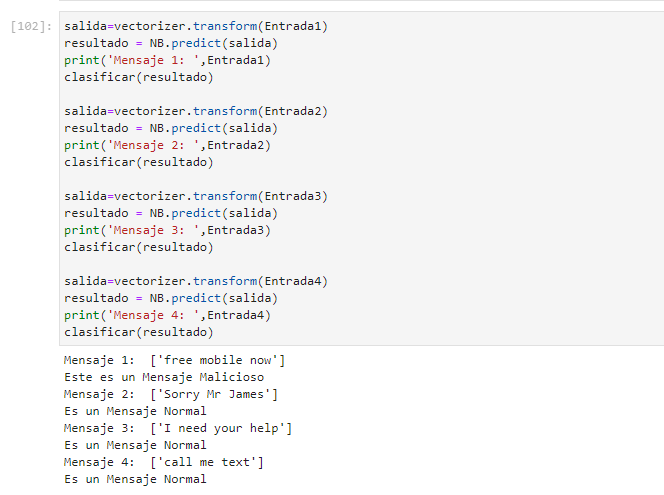 [102]: salida=vectorizer.transform(Entrada1)
resultado = NB.predict(salida)
print('Mensaje 1: ',Entrada1)
clasificar(resultado)
salida=vectorizer.transform(Entrada2)
resultado = NB.predict(salida)
print('Mensaje 2: ',Entrada2)
clasificar(resultado)
salida=vectorizer.transform(Entrada3)
resultado = NB.predict(salida)
print('Mensaje 3: ',Entrada3)
clasificar(resultado)
salida=vectorizer.transform(Entrada4)
resultado = NB.predict(salida)
print('Mensaje 4: ',Entrada4)
clasificar(resultado)
Mensaje 1:  ['free mobile now']
Este es un Mensaje Malicioso
Mensaje 2:  ['Sorry Mr James']
Es un Mensaje Normal
Mensaje 3:  ['I need your help']
Es un Mensaje Normal
Mensaje 4:  ['call me text']
Es un Mensaje Normal